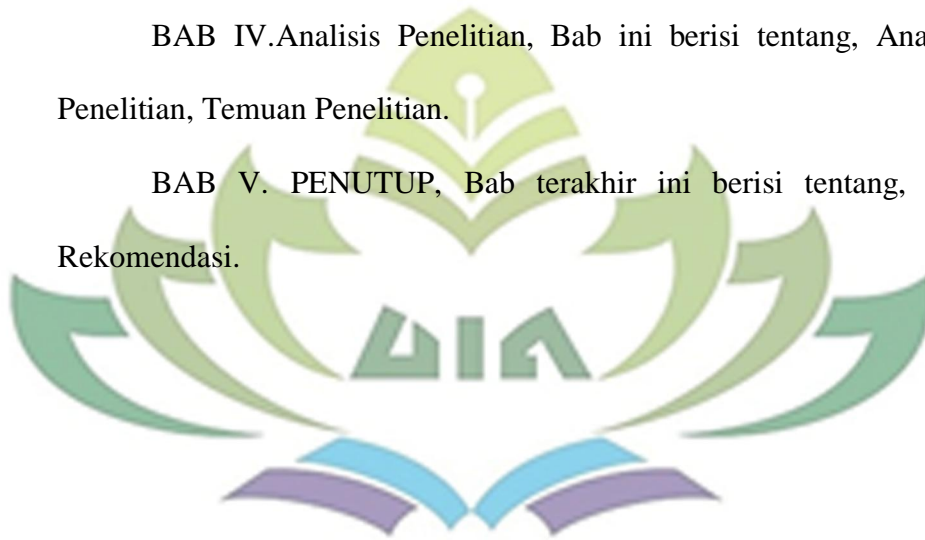 BAB IV.Analisis Penelitian, Bab ini berisi tentang, Ana
Penelitian, Temuan Penelitian.
BAB V. PENUTUP, Bab terakhir ini berisi tentang,
Rekomendasi.
UIN